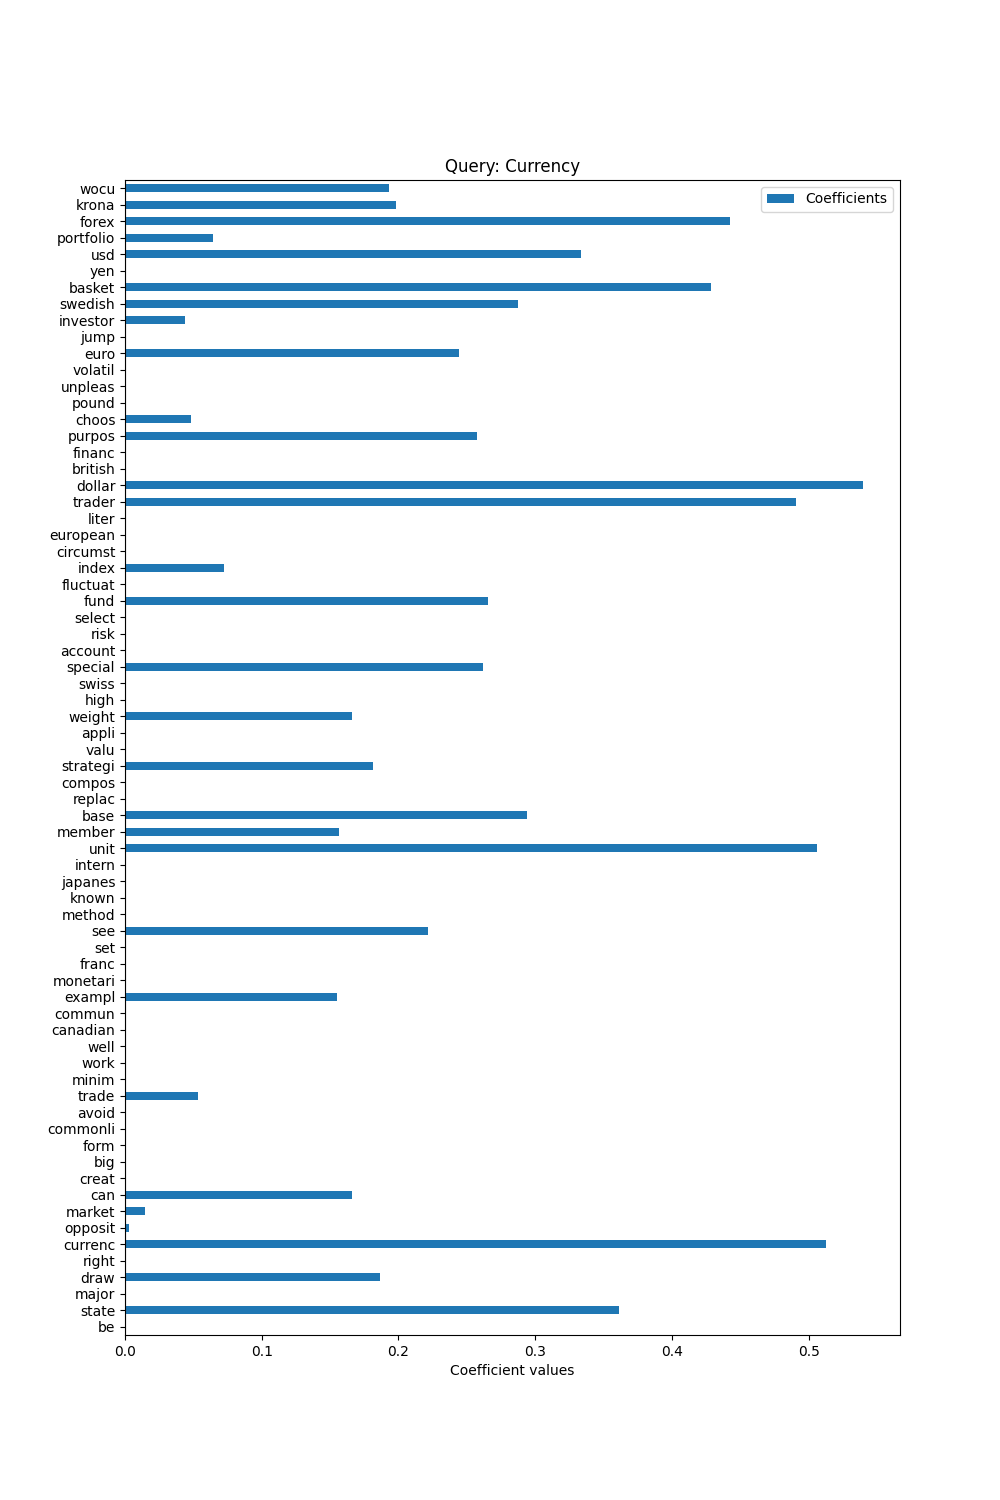 Query: Currency
Coefficients
wocu
krona
forex
portfolio
usd
yen
basket
swedish
investor
jump
euro
volatil
unpleas
pound
choos
purpos
financ
british
dollar
trader
liter
european
circumst
index
fluctuat
fund
select
risk
account
special
swiss
high
weight
appli
valu
strategi
compos
replac
base
member
unit
intern
japanes
known
method
see
set
franc
monetari
exampl
commun
canadian
well
work
minim
trade
avoid
commonli
form
big
creat
can
market
opposit
currenc
right
draw
major
state
be
0.0 0.1 0.2 0.3 0.4 0.5
Coefficient values